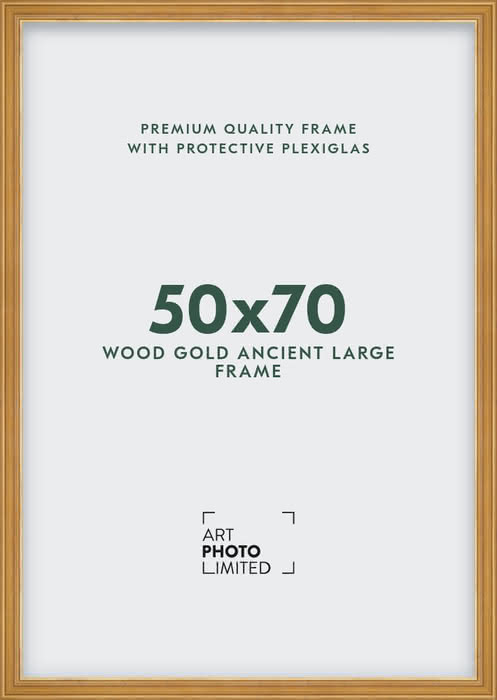 PREMIUM QUALITY FRAME
WITH PROTECTIVE PLEXIGLAS
50x70
WOOD GOLD ANCIENT LARGE
FRAME
ART
PHOTO
LIMITED